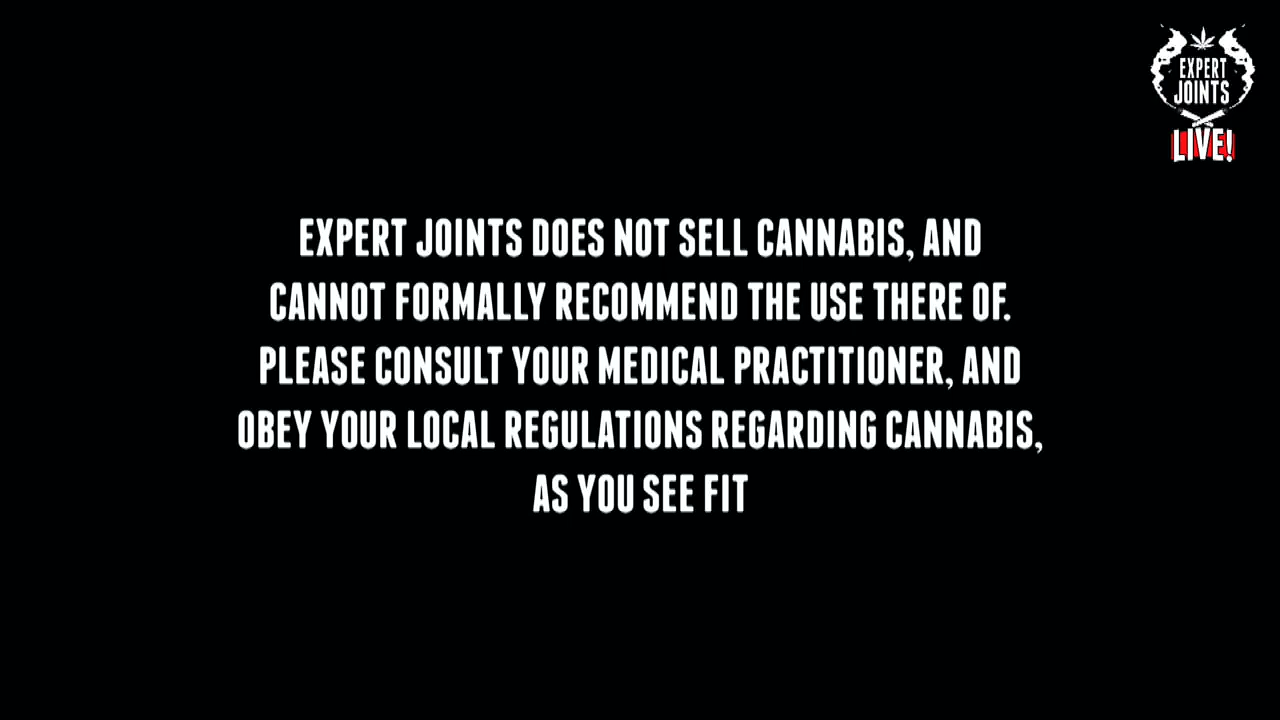 EXPERT
JOINTS
LIVE!
EXPERT JOINTS DOES NOT SELL CANNABIS, AND
CANNOT FORMALLY RECOMMEND THE USE THERE OF.
PLEASE CONSULT YOUR MEDICAL PRACTITIONER, AND
OBEY YOUR LOCAL REGULATIONS REGARDING CANNABIS,
AS YOU SEE FIT